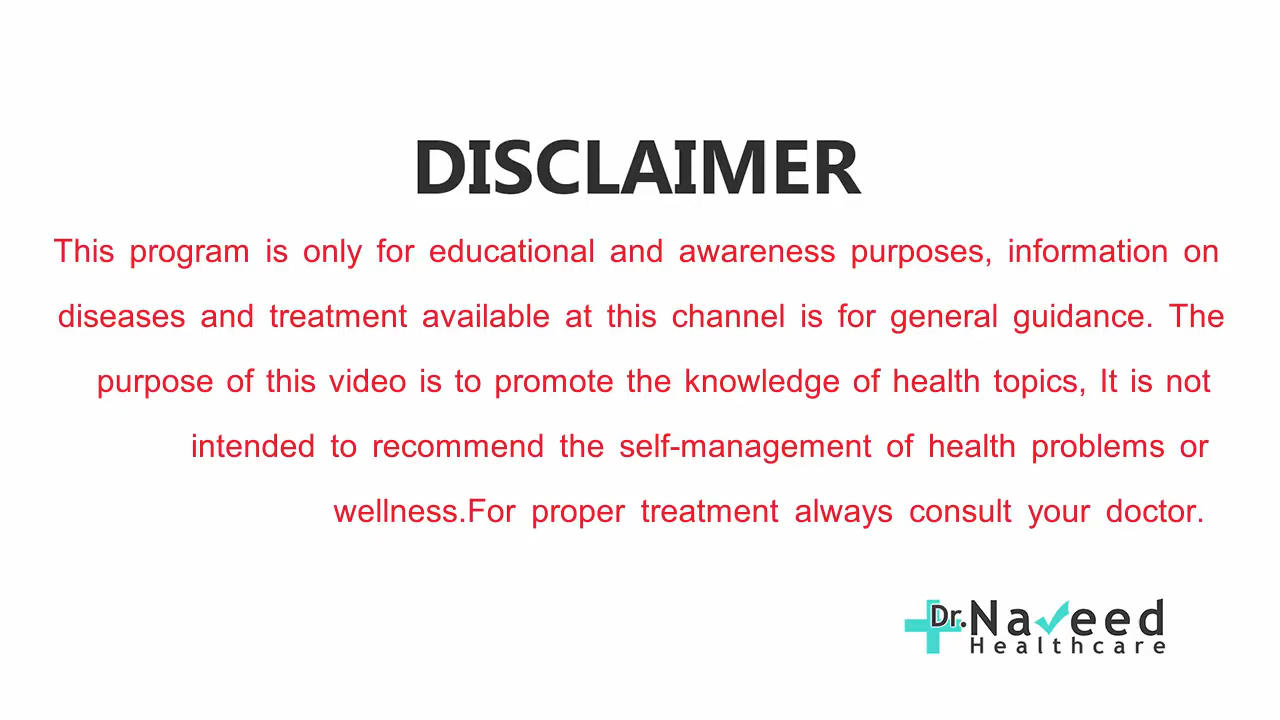 DISCLAIMER
This program is only for educational and awareness purposes, information on
diseases and treatment available at this channel is for general guidance. The
purpose of this video is to promote the knowledge of health topics, It is not
intended to recommend the self-management of health problems or
wellness.For proper treatment always consult your doctor.
Dr.Naveed
Healthcare